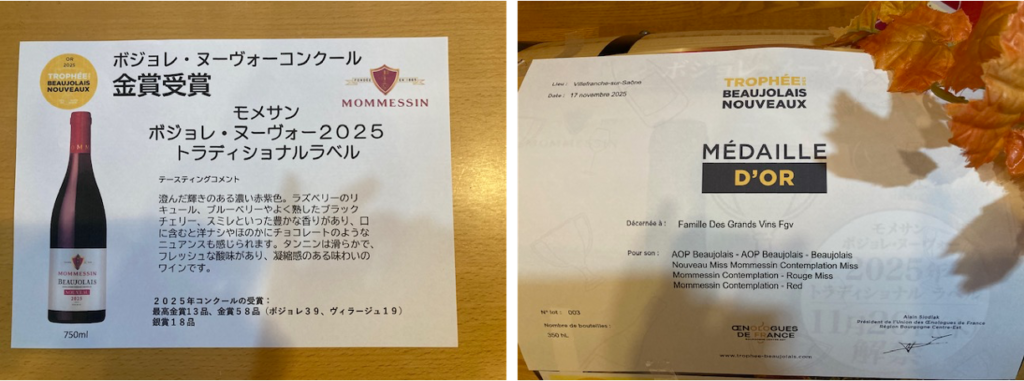 OR
2025
TROPHÉE DES
BEAUJOLAIS
NOUVEAUX
ボジョレ・ヌーヴォーコンクール
金賞受賞
MOMMESSIN
モメサン
ボジョレ・ヌーヴォー2025
トラディショナルラベル
テースティングコメント
澄んだ輝きのある濃い赤紫色。ラズベリーのリ
キュール、ブルーベリーやよく熟したブラック
チェリー、スミレといった豊かな香りがあり、口
に含むと洋ナシやほのかにチョコレートのような
ニュアンスも感じられます。タンニンは滑らかで、
フレッシュな酸味があり、凝縮感のある味わいの
ワインです。
MOMMESSIN
BEAUJOLAIS
NOUVEAU
2025
750ml
2025年コンクールの受賞：
最高金賞13品、金賞58品（ボジョレ39、ヴィラージュ19）
銀賞18品
Lieu : Villefranche-sur-Saône
Date : 17 novembre 2025
TROPHÉE DES
BEAUJOLAIS
NOUVEAUX
MÉDAILLE
D'OR
Décernée à : Famille Des Grands Vins Fgv
Pour son : AOP Beaujolais - AOP Beaujolais - Beaujolais
Nouveau Miss Mommessin Contemplation Miss
Mommessin Contemplation - Rouge Miss
Mommessin Contemplation - Red
N° lot : 003
Nombre de bouteilles :
350 hL
ŒNOLOGUES
DE FRANCE
www.trophee-beaujolais.com
Président de l'Union des Œnologues de France
Région Bourgogne Centre-Est
モメサン
ボジョレ・ヌーヴォ
2025年
トラディショナルラベル